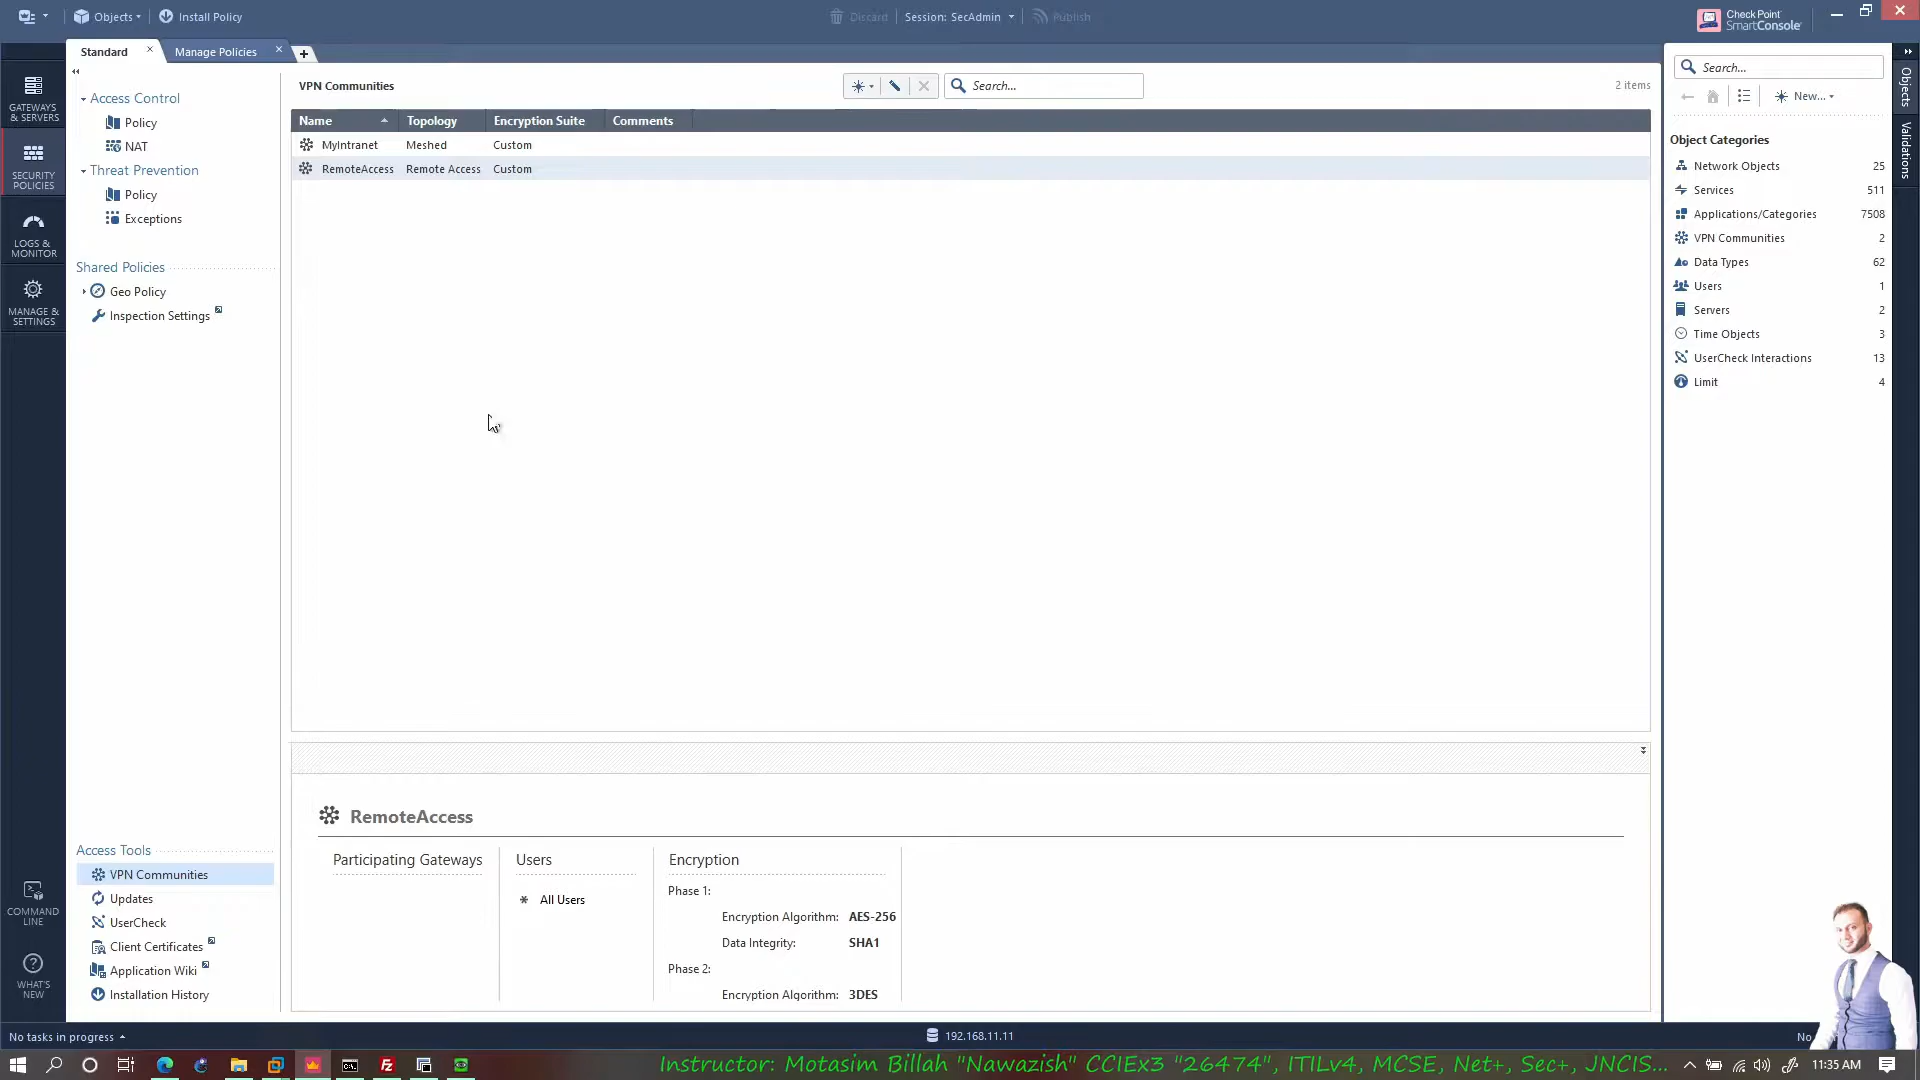 Objects
Install Policy
Discard
Session: SecAdmin
Publish
Check Point
SmartConsole
Standard
Manage Policies
GATEWAYS
& SERVERS
SECURITY
POLICIES
LOGS &
MONITOR
MANAGE &
SETTINGS
COMMAND
LINE
WHAT'S
NEW
Access Control
Policy
NAT
Threat Prevention
Policy
Exceptions
Shared Policies
Geo Policy
Inspection Settings
Access Tools
VPN Communities
Updates
UserCheck
Client Certificates
Application Wiki
Installation History
VPN Communities
Search...
2 items
Name Topology Encryption Suite Comments
MyIntranet Meshed Custom
RemoteAccess Remote Access Custom
RemoteAccess
Participating Gateways
Users
All Users
Encryption
Phase 1:
Encryption Algorithm: AES-256
Data Integrity: SHA1
Phase 2:
Encryption Algorithm: 3DES
Search...
New...
Object Categories
Network Objects 25
Services 511
Applications/Categories 7508
VPN Communities 2
Data Types 62
Users 1
Servers 2
Time Objects 3
UserCheck Interactions 13
Limit 4
Objects
Validations
No tasks in progress
192.168.11.11
No
Instructor: Motasim Billah "Nawazish" CCIEx3 "26474", ITILv4, MCSE, Net+, Sec+, JNCIS...
11:35 AM